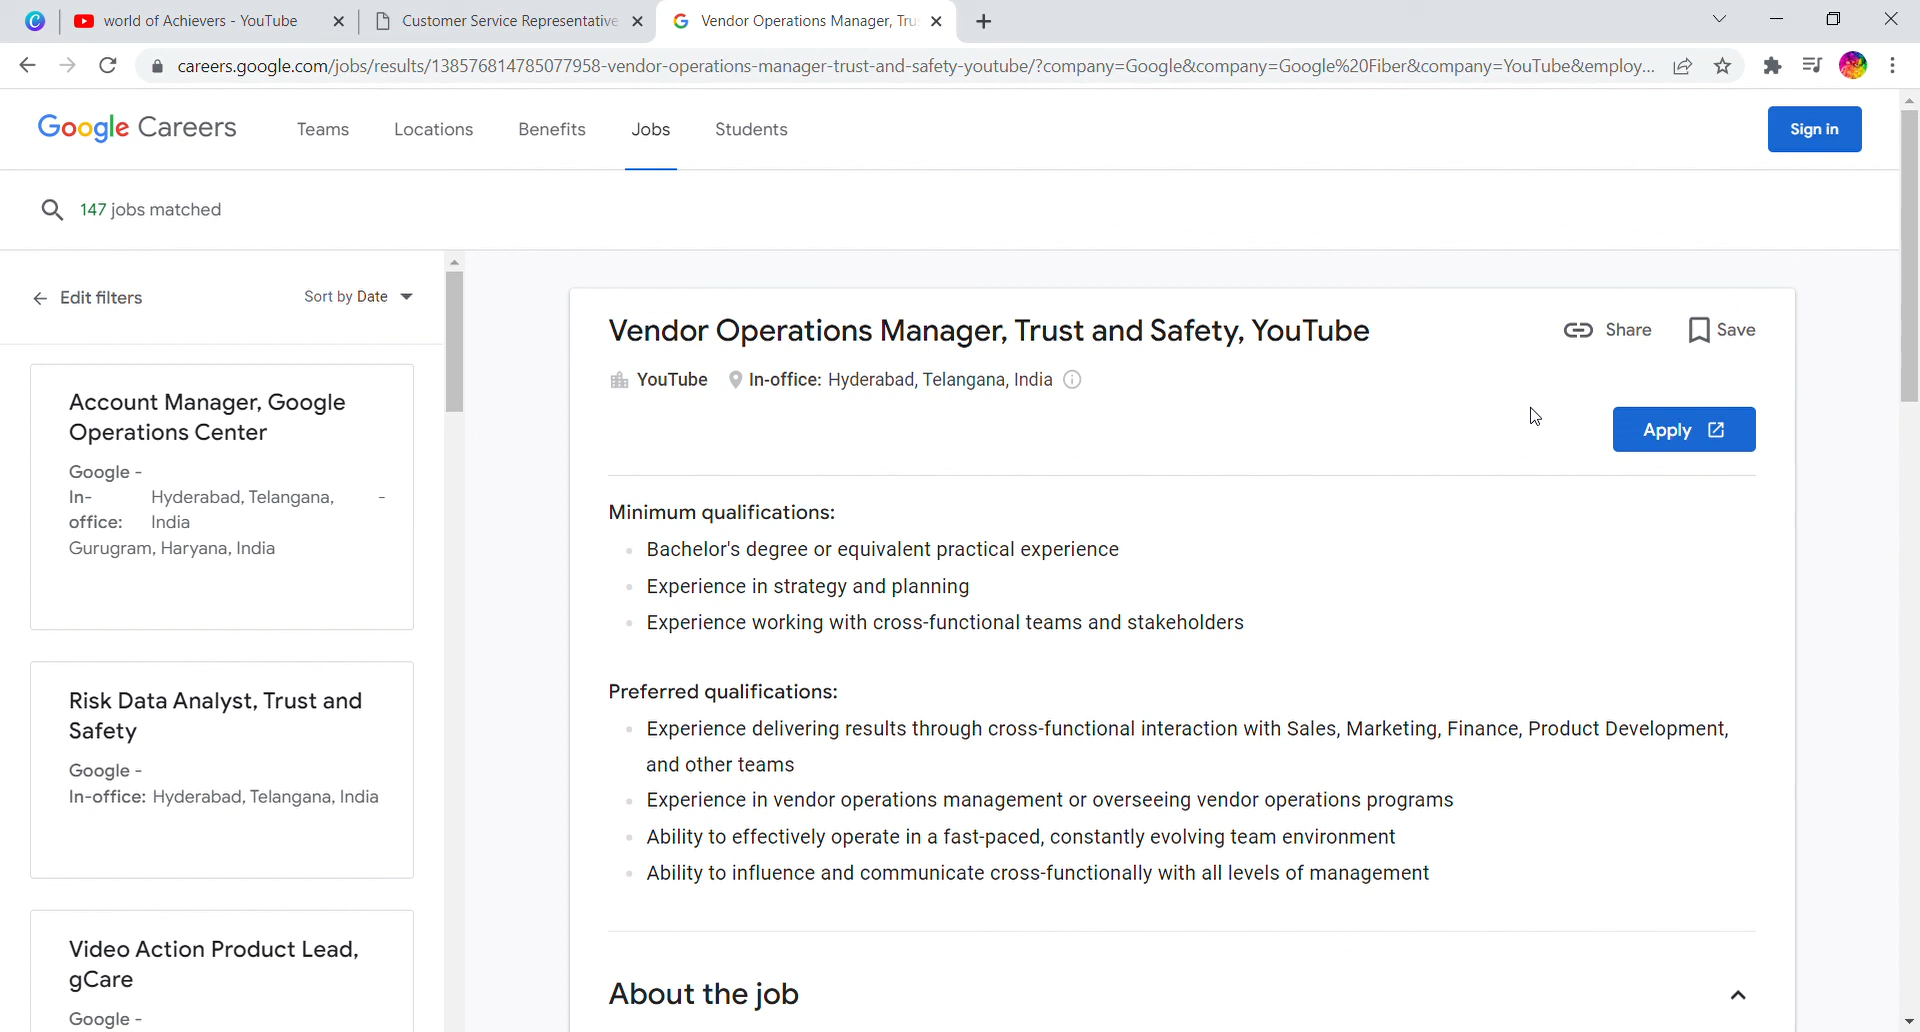 world of Achievers - YouTube
Customer Service Representative
Vendor Operations Manager, Tru
careers.google.com/jobs/results/138576814785077958-vendor-operations-manager-trust-and-safety-youtube/?company=Google&company=Google%20Fiber&company=YouTube&employ...
Google Careers
Teams
Locations
Benefits
Jobs
Students
Sign in
147 jobs matched
Edit filters
Sort by Date
Account Manager, Google
Operations Center
Google -
In- Hyderabad, Telangana, -
office: India
Gurugram, Haryana, India
Risk Data Analyst, Trust and
Safety
Google -
In-office: Hyderabad, Telangana, India
Video Action Product Lead,
gCare
Google -
Vendor Operations Manager, Trust and Safety, YouTube
Share
Save
YouTube In-office: Hyderabad, Telangana, India
Apply
Minimum qualifications:
Bachelor's degree or equivalent practical experience
Experience in strategy and planning
Experience working with cross-functional teams and stakeholders
Preferred qualifications:
Experience delivering results through cross-functional interaction with Sales, Marketing, Finance, Product Development,
and other teams
Experience in vendor operations management or overseeing vendor operations programs
Ability to effectively operate in a fast-paced, constantly evolving team environment
Ability to influence and communicate cross-functionally with all levels of management
About the job